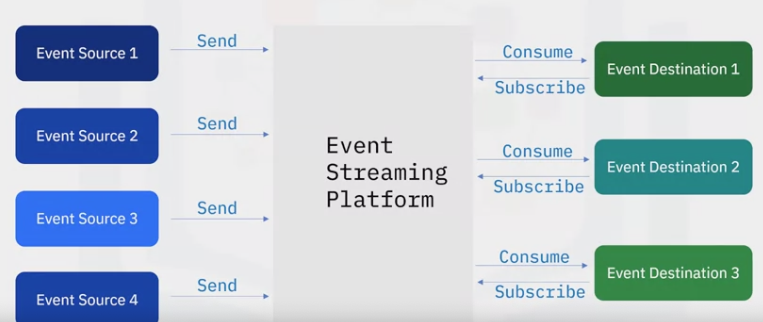 Event Source 1
Send
Event Source 2
Send
Event Source 3
Send
Event Source 4
Send
Event
Streaming
Platform
Consume
Subscribe
Event Destination 1
Consume
Subscribe
Event Destination 2
Consume
Subscribe
Event Destination 3